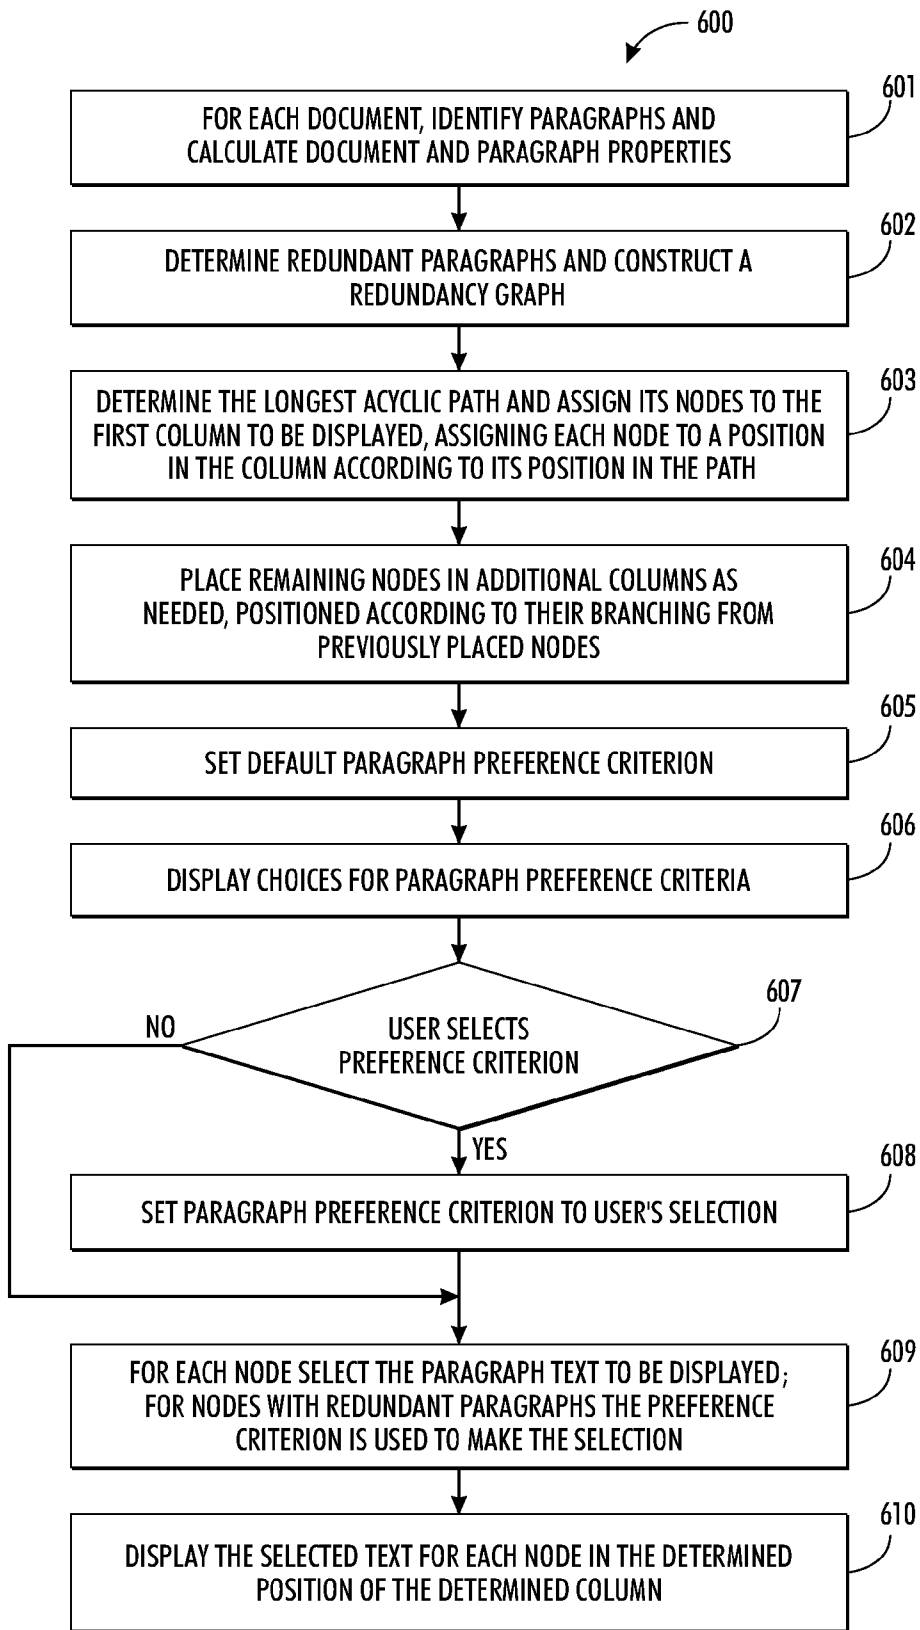 600
601
FOR EACH DOCUMENT, IDENTIFY PARAGRAPHS AND
CALCULATE DOCUMENT AND PARAGRAPH PROPERTIES
602
DETERMINE REDUNDANT PARAGRAPHS AND CONSTRUCT A
REDUNDANCY GRAPH
603
DETERMINE THE LONGEST ACYCLIC PATH AND ASSIGN ITS NODES TO THE
FIRST COLUMN TO BE DISPLAYED, ASSIGNING EACH NODE TO A POSITION
IN THE COLUMN ACCORDING TO ITS POSITION IN THE PATH
604
PLACE REMAINING NODES IN ADDITIONAL COLUMNS AS
NEEDED, POSITIONED ACCORDING TO THEIR BRANCHING FROM
PREVIOUSLY PLACED NODES
605
SET DEFAULT PARAGRAPH PREFERENCE CRITERION
606
DISPLAY CHOICES FOR PARAGRAPH PREFERENCE CRITERIA
607
NO
USER SELECTS
PREFERENCE CRITERION
YES
608
SET PARAGRAPH PREFERENCE CRITERION TO USER'S SELECTION
609
FOR EACH NODE SELECT THE PARAGRAPH TEXT TO BE DISPLAYED;
FOR NODES WITH REDUNDANT PARAGRAPHS THE PREFERENCE
CRITERION IS USED TO MAKE THE SELECTION
610
DISPLAY THE SELECTED TEXT FOR EACH NODE IN THE DETERMINED
POSITION OF THE DETERMINED COLUMN